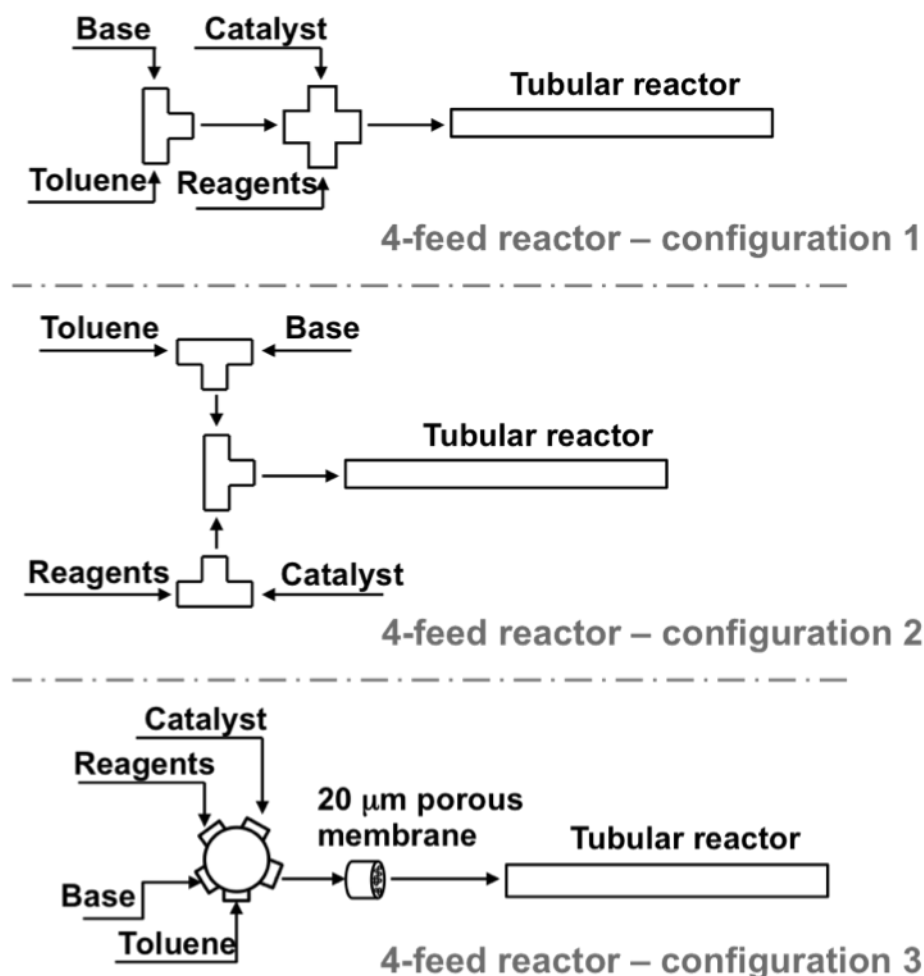 Base
Catalyst
Tubular reactor
Toluene
Reagents
4-feed reactor – configuration 1
Toluene
Base
Tubular reactor
Reagents
Catalyst
4-feed reactor – configuration 2
Catalyst
Reagents
20 μm porous
membrane
Tubular reactor
Base
Toluene
4-feed reactor – configuration 3